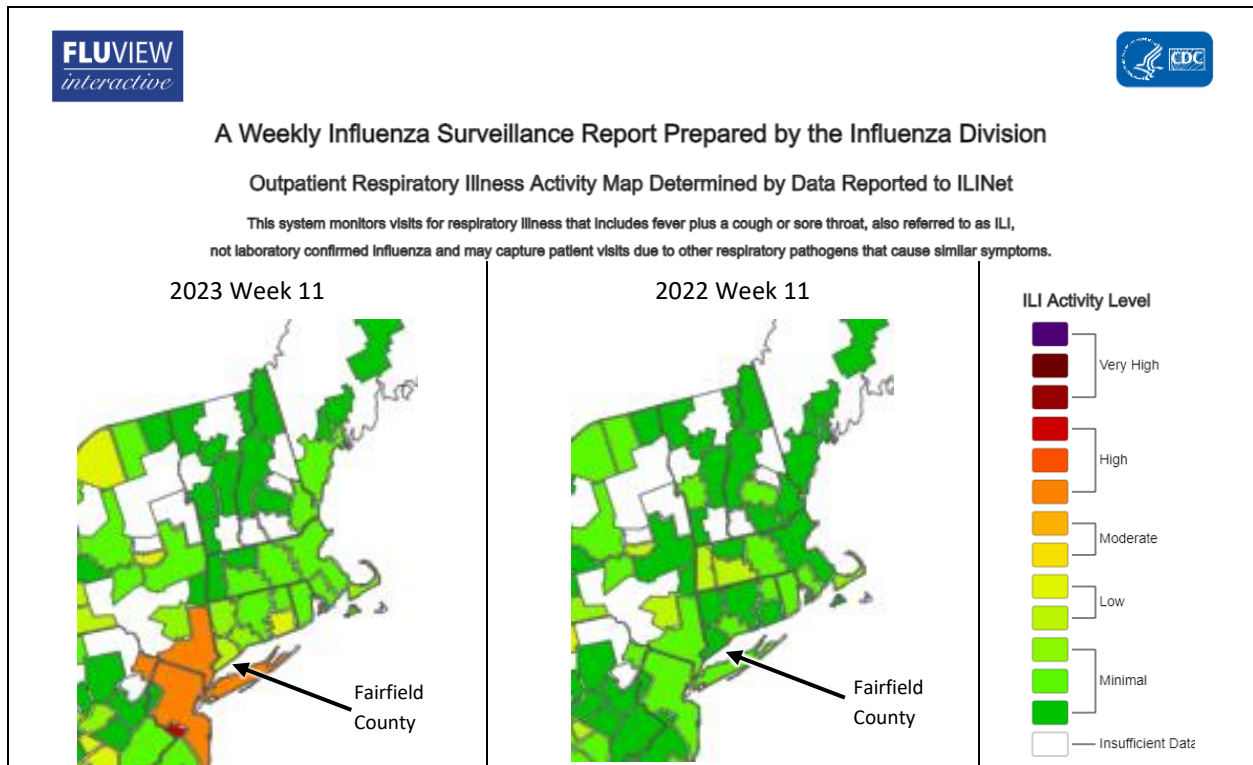 FLUVIEW
interactive
CDC
A Weekly Influenza Surveillance Report Prepared by the Influenza Division
Outpatient Respiratory Illness Activity Map Determined by Data Reported to ILINet
This system monitors visits for respiratory illness that includes fever plus a cough or sore throat, also referred to as ILI,
not laboratory confirmed influenza and may capture patient visits due to other respiratory pathogens that cause similar symptoms.
2023 Week 11
2022 Week 11
ILI Activity Level
Very High
High
Moderate
Low
Minimal
Insufficient Data
Fairfield
County
Fairfield
County